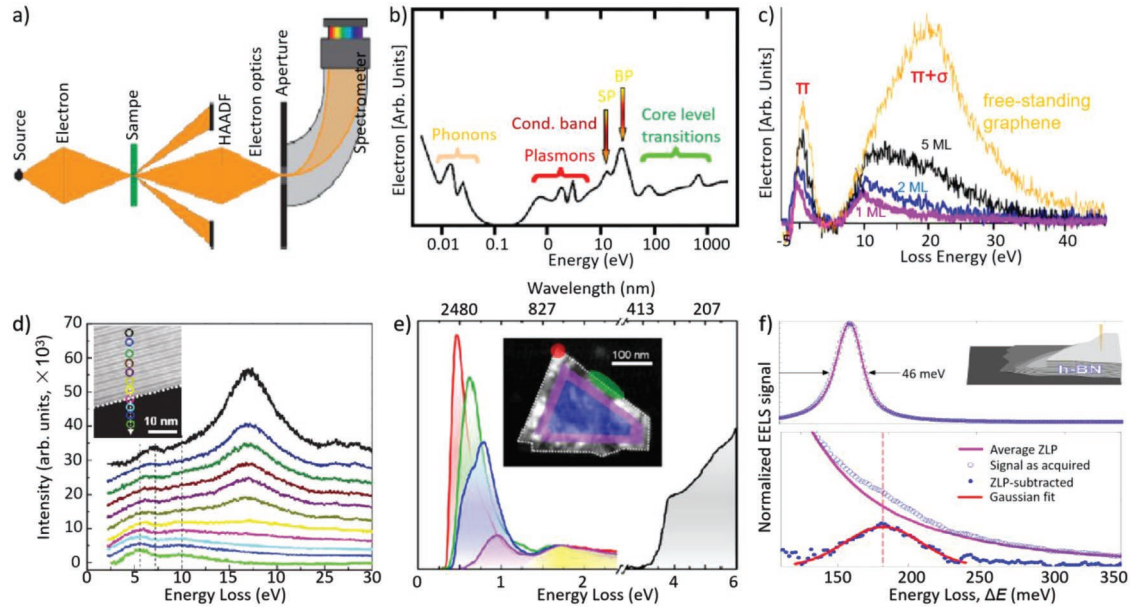 a)
Source
Electron
Sampe
HAADF
Electron optics
Aperture
Spectrometer
b)
Electron [Arb. Units]
Phonons
Cond. band
Plasmons
SP
BP
Core level
transitions
0.01 0.1 0 10 100 1000
Energy (eV)
c)
Electron [Arb. Units]
π
π+σ
free-standing
graphene
5 ML
2 ML
1 ML
-5 10 20 30 40
Loss Energy (eV)
d)
Intensity (arb. units, × 10³)
70
60
50
40
30
20
10
0
10 nm
0 5 10 15 20 25 30
Energy Loss (eV)
Wavelength (nm)
2480 827 413 207
e)
100 nm
0 1 2 4 6
Energy Loss (eV)
f)
Normalized EELS signal
46 meV
h-BN
Average ZLP
Signal as acquired
ZLP-subtracted
Gaussian fit
150 200 250 300 350
Energy Loss, ΔE (meV)